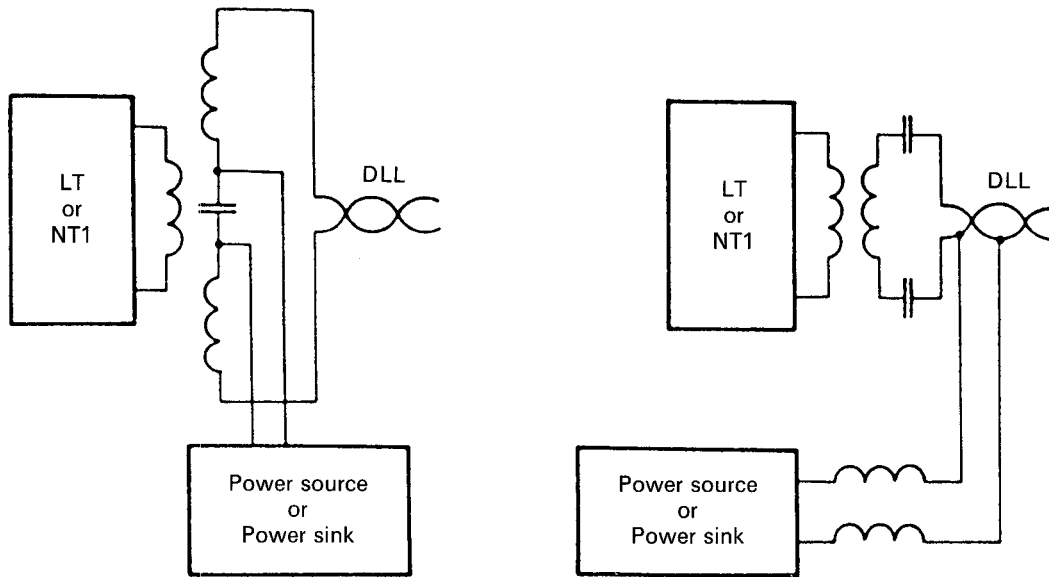 LT
or
NT1
DLL
Power source
or
Power sink
LT
or
NT1
DLL
Power source
or
Power sink